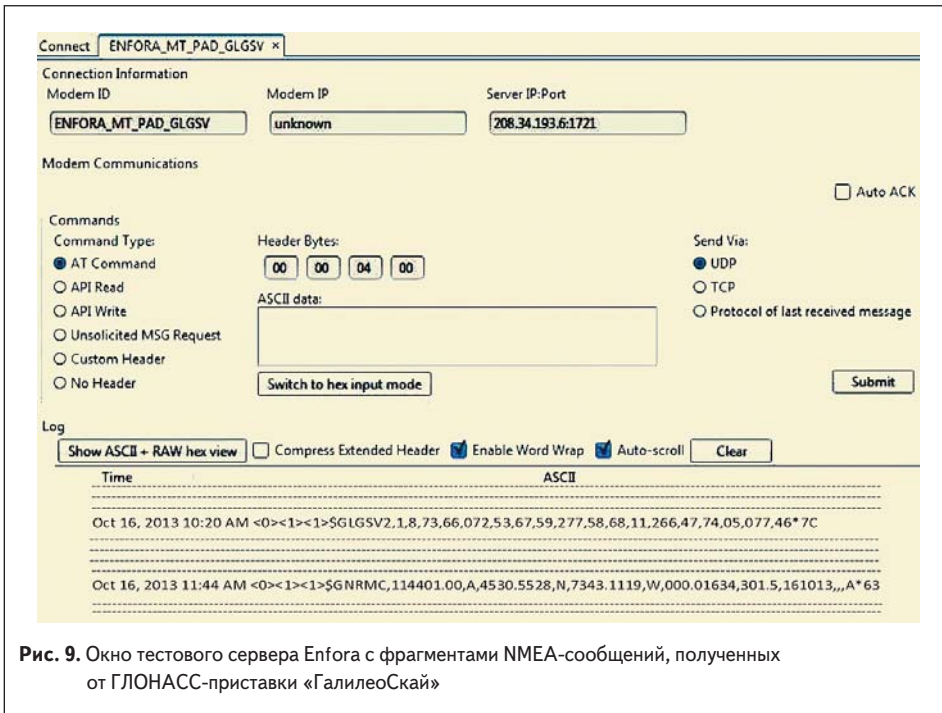 Connect ENFORA_MT_PAD_GLGSV ×
Connection Information
Modem ID Modem IP Server IP:Port
ENFORA_MT_PAD_GLGSV unknown 208.34.193.6:1721
Modem Communications
Auto ACK
Commands
Command Type: Header Bytes: Send Via:
AT Command 00 00 04 00 UDP
API Read ASCII data: TCP
API Write Protocol of last received message
Unsolicited MSG Request
Custom Header
No Header Switch to hex input mode Submit
Log
Show ASCII + RAW hex view Compress Extended Header Enable Word Wrap Auto-scroll Clear
Time ASCII
Oct 16, 2013 10:20 AM <0><1><1>$GLGSV2,1,8,73,66,072,53,67,59,277,58,68,11,266,47,74,05,077,46*7C
Oct 16, 2013 11:44 AM <0><1><1>$GNRMC,114401.00,A,4530.5528,N,7343.1119,W,000.01634,301.5,161013,,,A*63
Рис. 9. Окно тестового сервера Enfora с фрагментами NMEA-сообщений, полученных
от ГЛОНАСС-приставки «ГалилеоСкай»